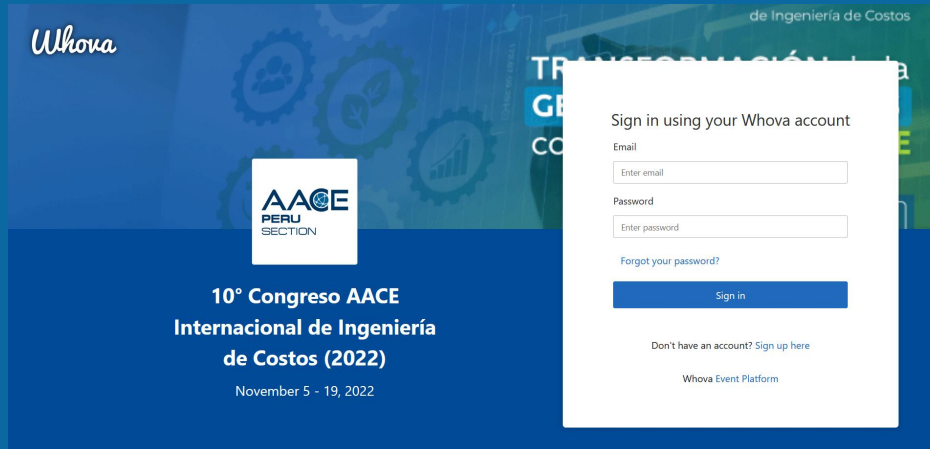 Whova
de Ingeniería de Costos
AACE
PERU
SECTION
10° Congreso AACE
Internacional de Ingeniería
de Costos (2022)
November 5 - 19, 2022
Sign in using your Whova account
Email
Enter email
Password
Enter password
Forgot your password?
Sign in
Don't have an account? Sign up here
Whova Event Platform